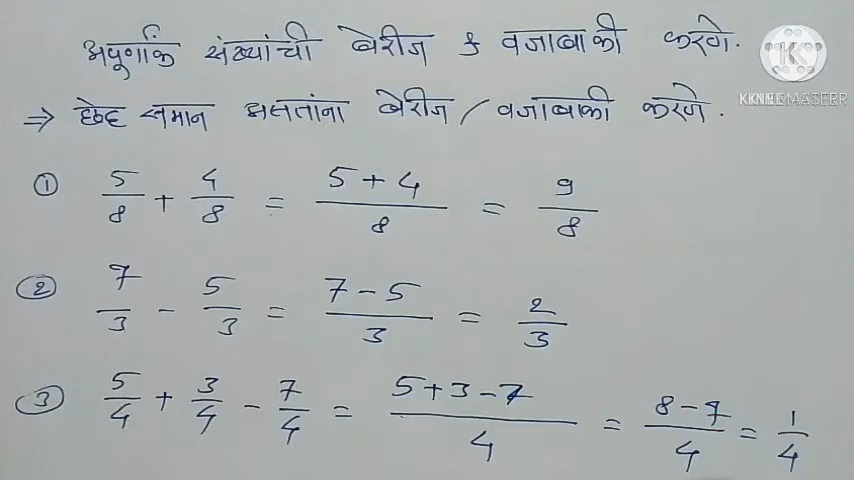 अपूर्णांक संख्यांची बेरीज व वजाबाकी करणे.
⇒ छेद समान असतांना बेरीज / वजाबाकी करणे.
① 5/8 + 4/8 = 5 + 4/8 = 9/8
② 7/3 - 5/3 = 7 - 5/3 = 2/3
③ 5/4 + 3/4 - 7/4 = 5 + 3 - 7/4 = 8 - 7/4 = 1/4
K